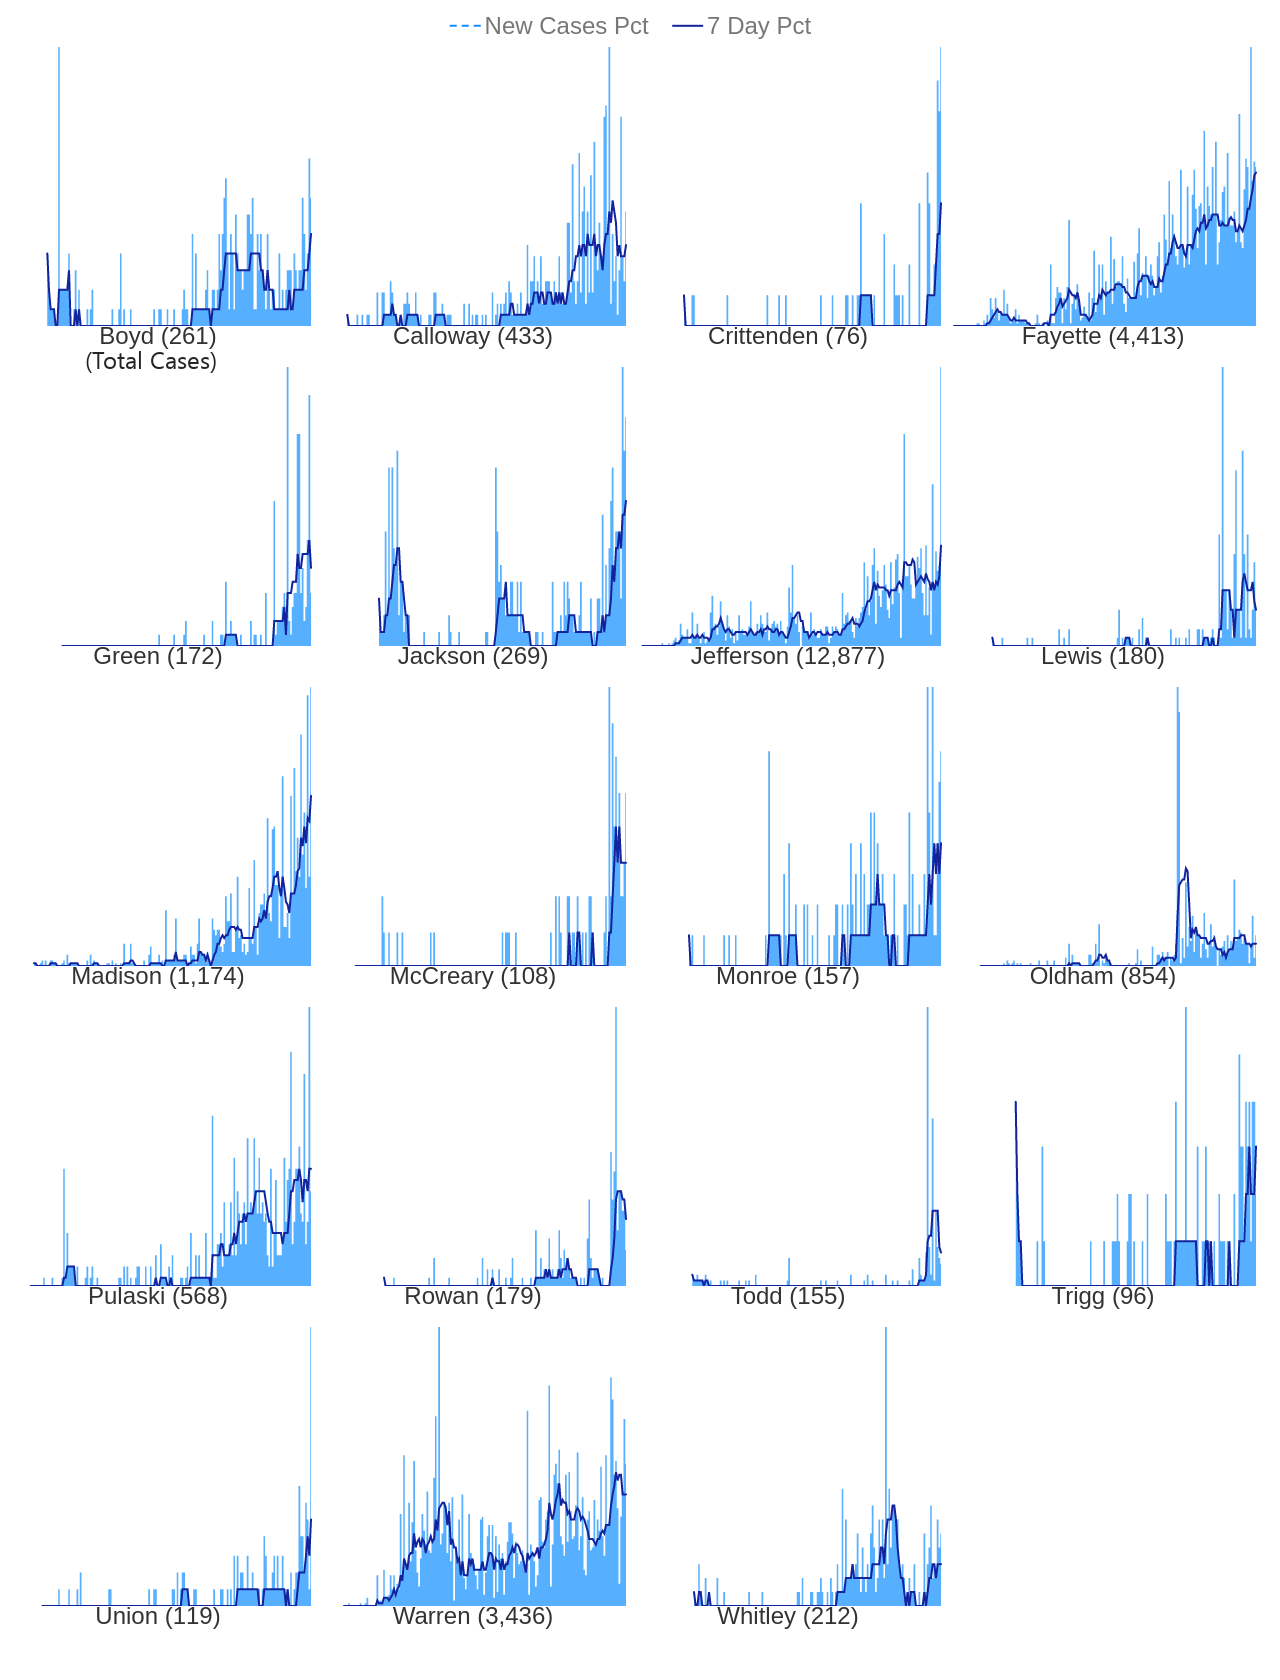 New Cases Pct 7 Day Pct
Boyd (261) Calloway (433) Crittenden (76) Fayette (4,413)
(Total Cases)
Green (172) Jackson (269) Jefferson (12,877) Lewis (180)
Madison (1,174) McCreary (108) Monroe (157) Oldham (854)
Pulaski (568) Rowan (179) Todd (155) Trigg (96)
Union (119) Warren (3,436) Whitley (212)